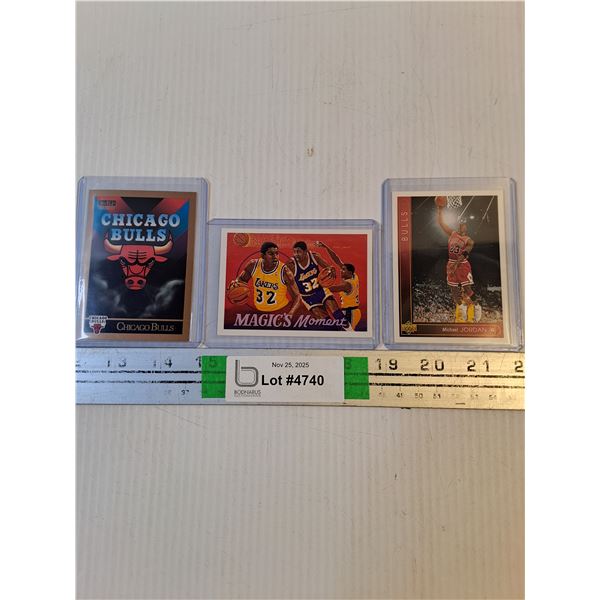 CHICAGO
BULLS
CHICAGO BULLS
LAKERS
32
32
MAGIC'S Moment
BULLS
23
Michael JORDAN
13 14 15 19 20 21 2
Nov 25, 2025
Lot #4740
BODNARUS